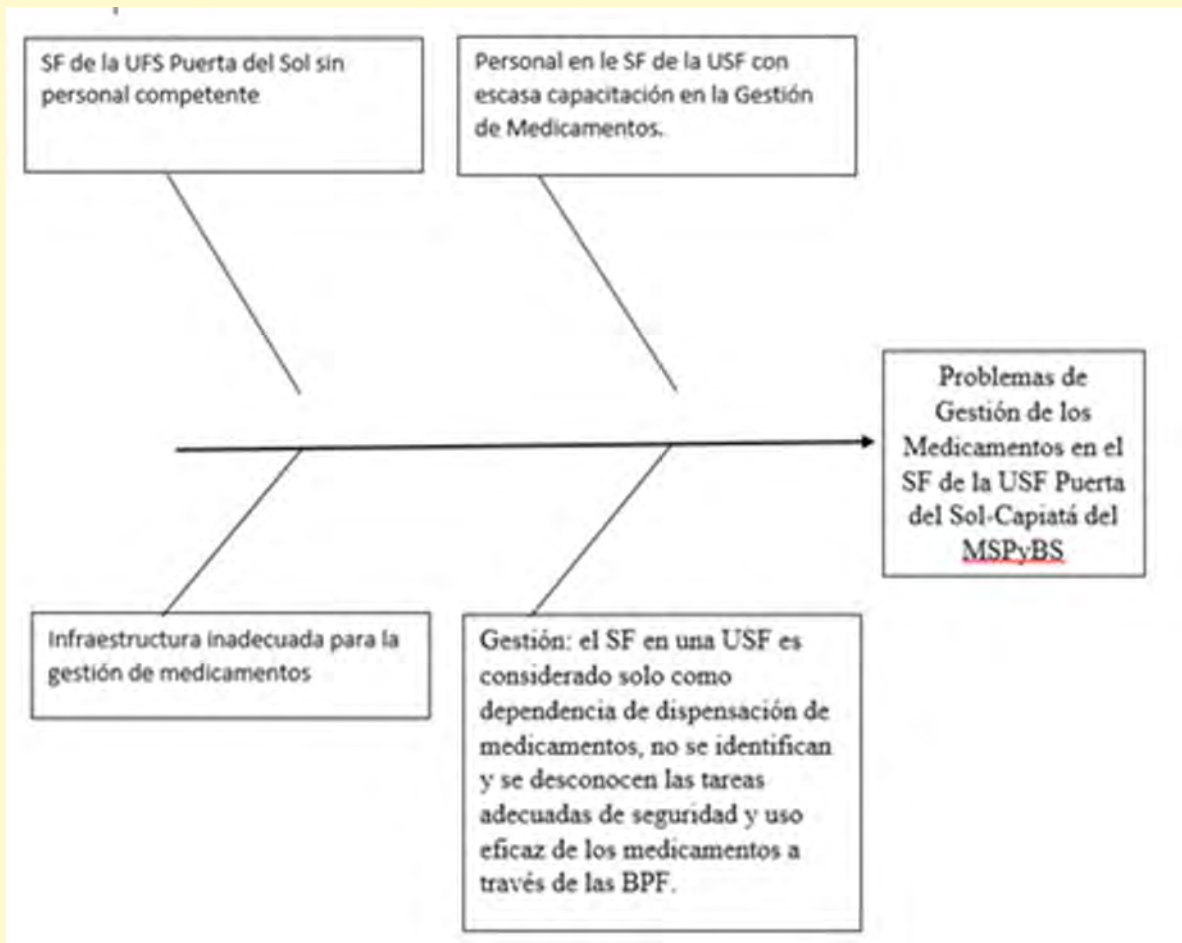 SF de la UFS Puerta del Sol sin
personal competente
Personal en le SF de la USF con
escasa capacitación en la Gestión
de Medicamentos.
Problemas de
Gestión de los
Medicamentos en el
SF de la USF Puerta
del Sol-Capiatá del
MSPyBS
Infraestructura inadecuada para la
gestión de medicamentos
Gestión: el SF en una USF es
considerado solo como
dependencia de dispensación de
medicamentos, no se identifican
y se desconocen las tareas
adecuadas de seguridad y uso
eficaz de los medicamentos a
través de las BPF.